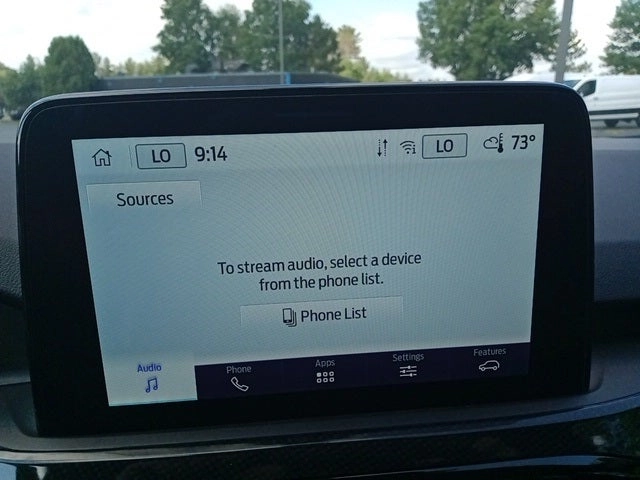 LO 9:14 LO 73°
Sources
To stream audio, select a device
from the phone list.
Phone List
Audio Phone Apps Settings Features